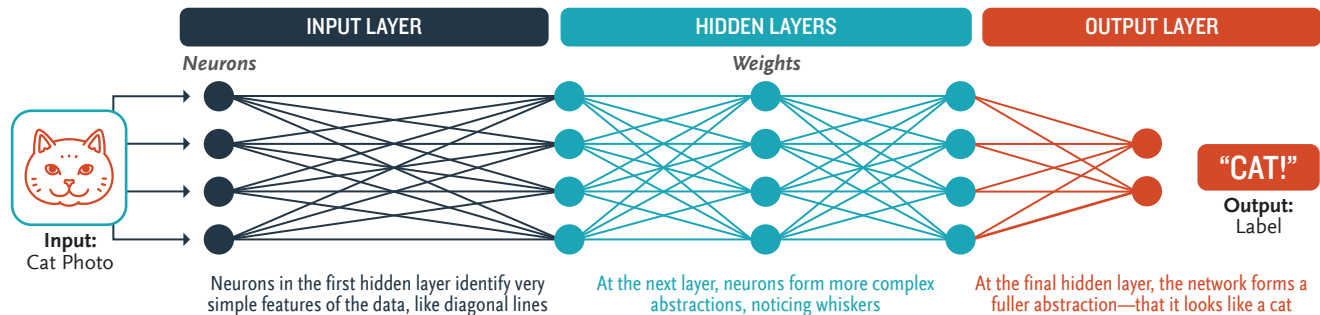 INPUT LAYER
HIDDEN LAYERS
OUTPUT LAYER
Neurons
Weights
Input:
Cat Photo
“CAT!”
Output:
Label
Neurons in the first hidden layer identify very
simple features of the data, like diagonal lines
At the next layer, neurons form more complex
abstractions, noticing whiskers
At the final hidden layer, the network forms a
fuller abstraction—that it looks like a cat